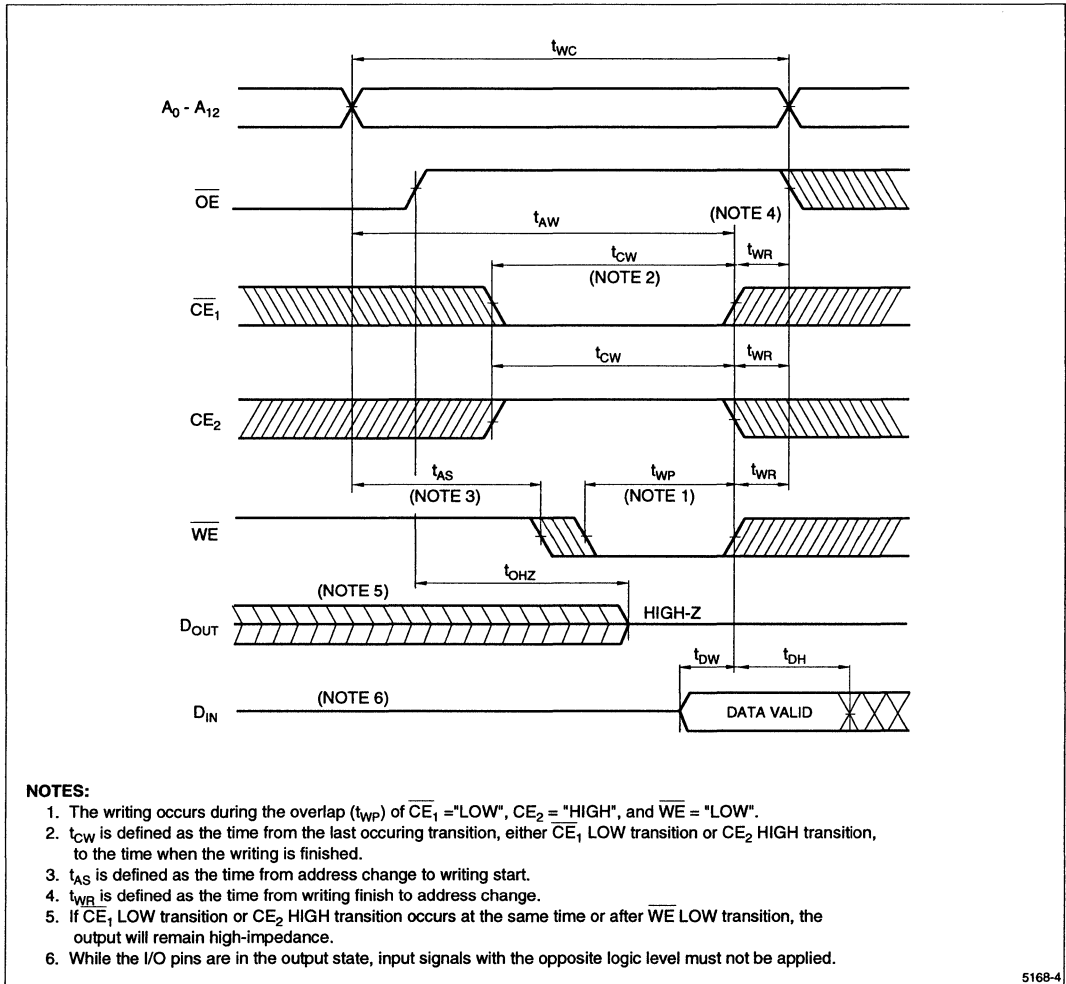 tWC
A0 - A12
OE
tAW
(NOTE 4)
tCW
tWR
(NOTE 2)
CE1
tCW
tWR
CE2
tAS
tWP
tWR
(NOTE 3)
(NOTE 1)
WE
tOHZ
(NOTE 5)
DOUT
HIGH-Z
tDW
tDH
(NOTE 6)
DIN
DATA VALID
NOTES:
1. The writing occurs during the overlap (tWP) of CE1 ="LOW", CE2 = "HIGH", and WE = "LOW".
2. tCW is defined as the time from the last occuring transition, either CE1 LOW transition or CE2 HIGH transition,
to the time when the writing is finished.
3. tAS is defined as the time from address change to writing start.
4. tWR is defined as the time from writing finish to address change.
5. If CE1 LOW transition or CE2 HIGH transition occurs at the same time or after WE LOW transition, the
output will remain high-impedance.
6. While the I/O pins are in the output state, input signals with the opposite logic level must not be applied.
5168-4